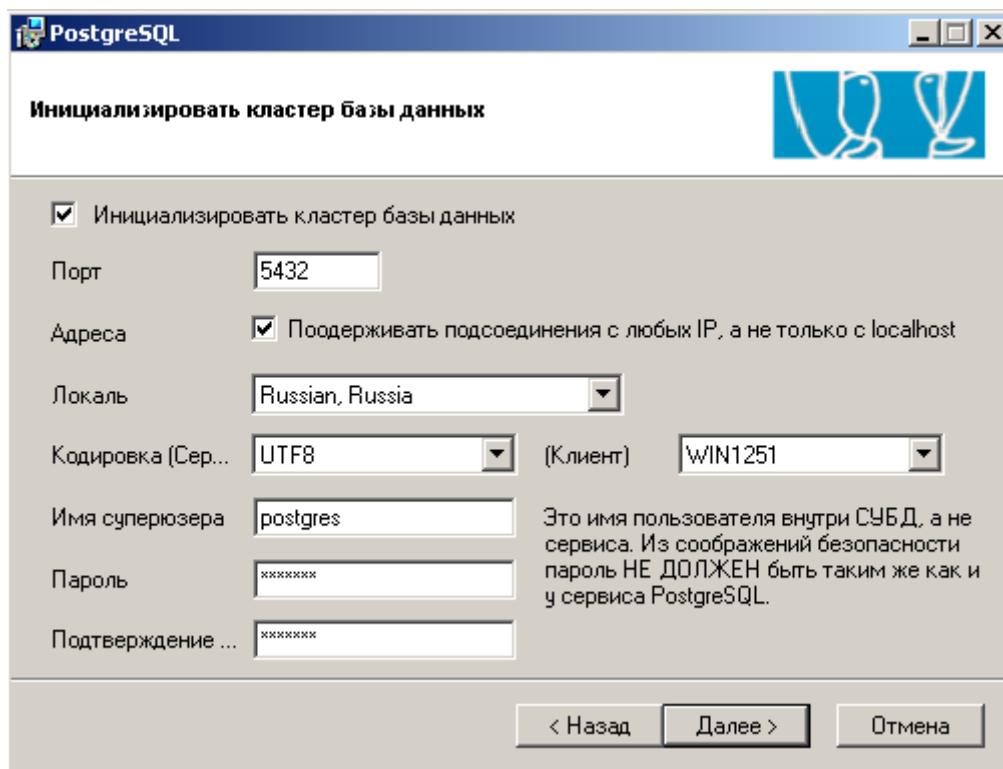 PostgreSQL
Инициализировать кластер базы данных
Инициализировать кластер базы данных
Порт
5432
Адреса
Поодерживать подсоединения с любых IP, а не только с localhost
Локаль
Russian, Russia
Кодировка (Сер...
UTF8
(Клиент)
WIN1251
Имя суперюзера
postgres
Это имя пользователя внутри СУБД, а не
сервиса. Из соображений безопасности
пароль НЕ ДОЛЖЕН быть таким же как и
у сервиса PostgreSQL.
Пароль
*******
Подтверждение ...
*******
< Назад
Далее >
Отмена